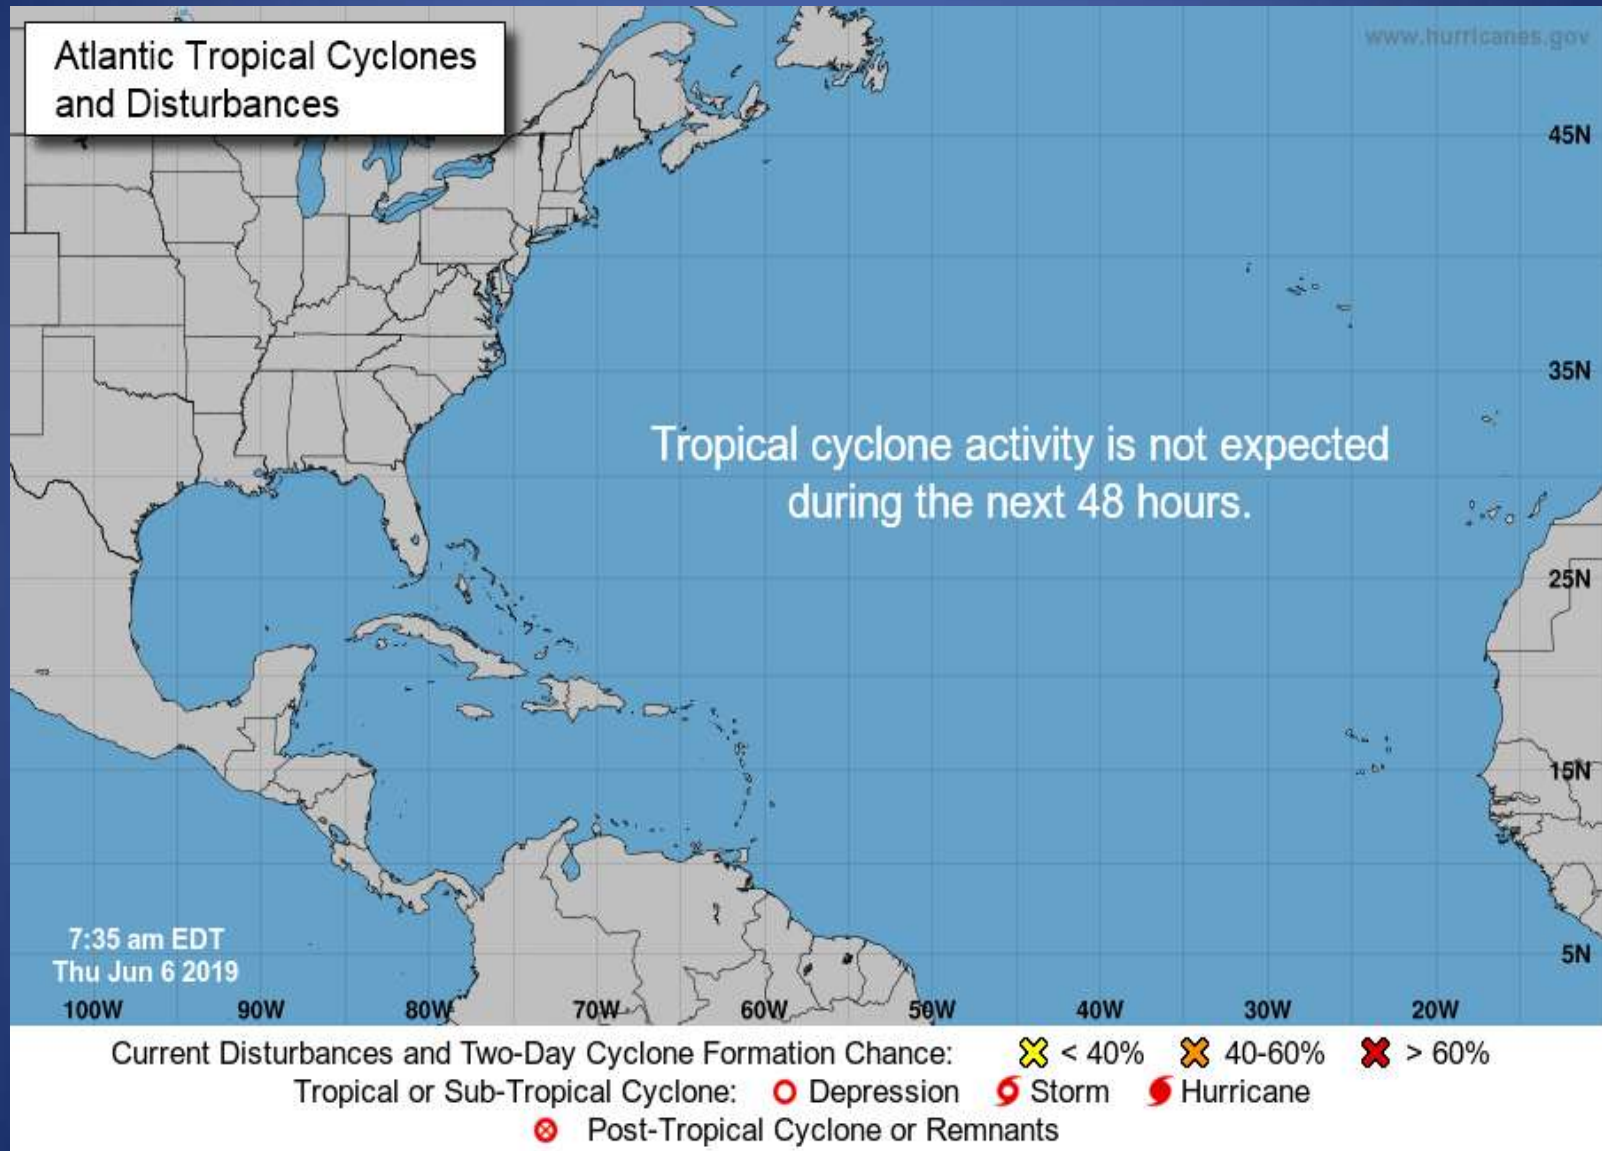 Atlantic Tropical Cyclones
and Disturbances
www.hurricanes.gov
45N
35N
Tropical cyclone activity is not expected
during the next 48 hours.
25N
15N
7:35 am EDT
Thu Jun 6 2019
5N
100W 90W 80W 70W 60W 50W 40W 30W 20W
Current Disturbances and Two-Day Cyclone Formation Chance: < 40% 40-60% > 60%
Tropical or Sub-Tropical Cyclone: Depression Storm Hurricane
Post-Tropical Cyclone or Remnants